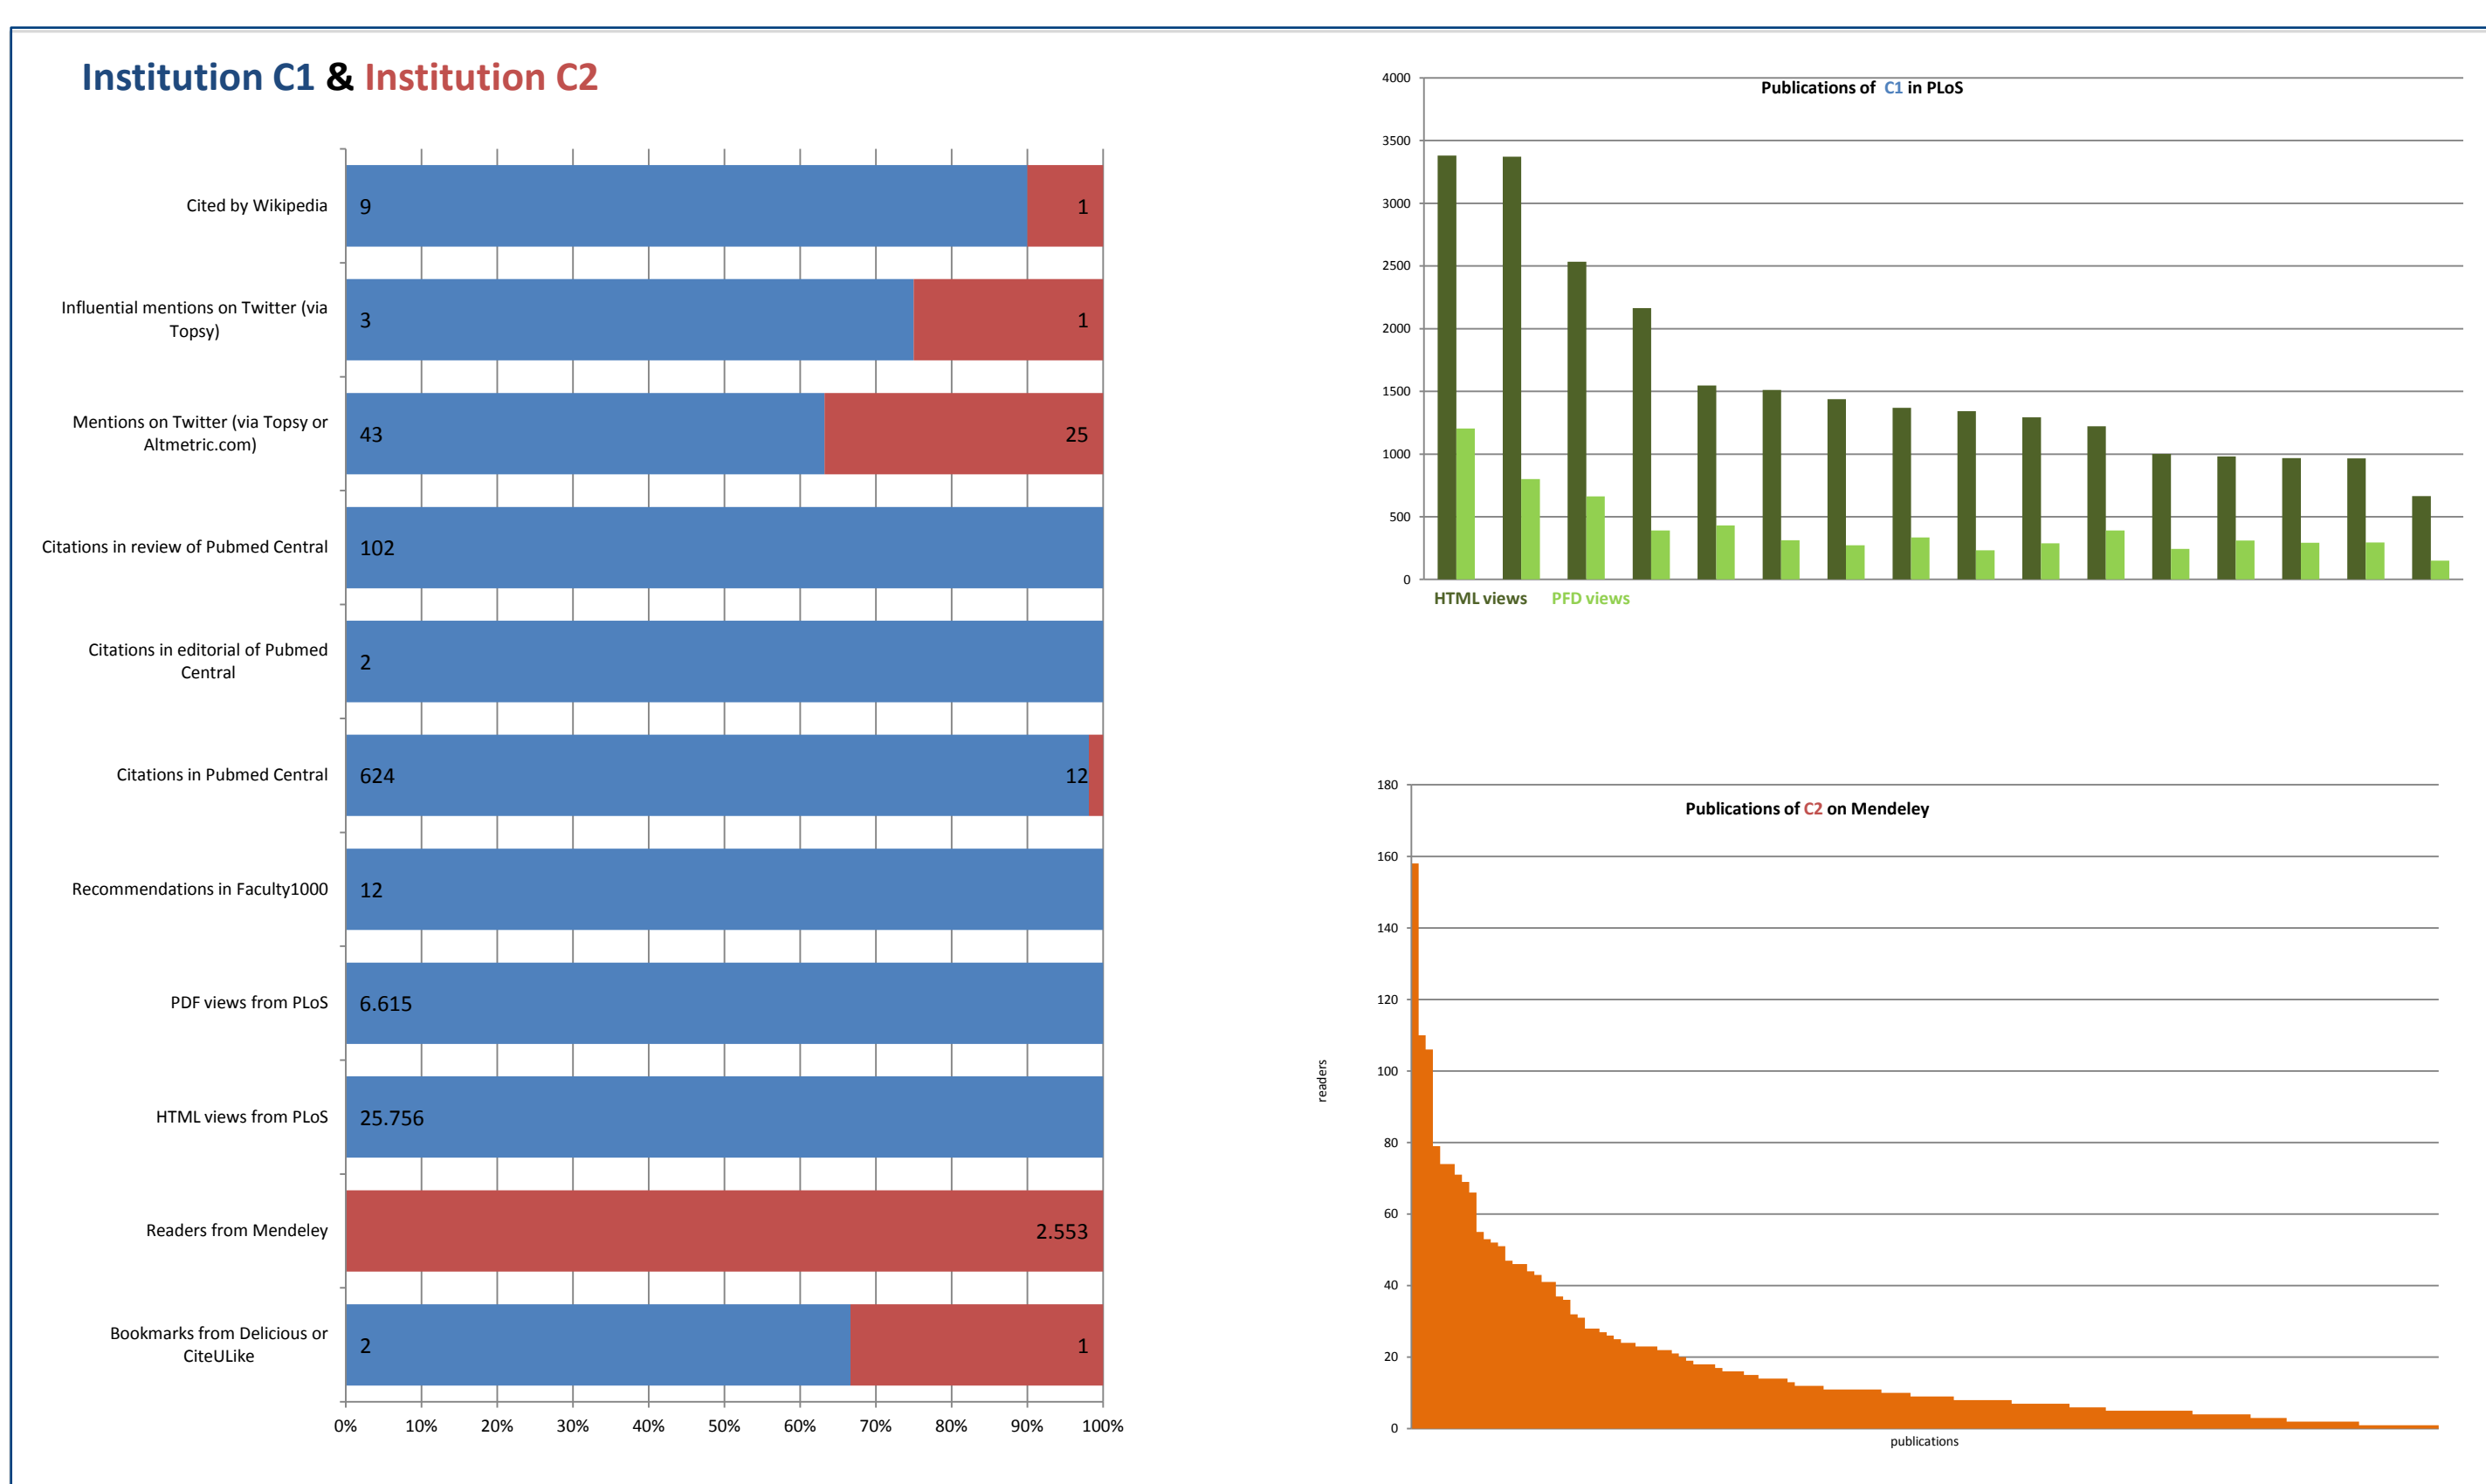 Institution C1 & Institution C2
Cited by Wikipedia
9
1
Influential mentions on Twitter (via
Topsy)
3
1
Mentions on Twitter (via Topsy or
Altmetric.com)
43
25
Citations in review of Pubmed Central
102
Citations in editorial of Pubmed
Central
2
Citations in Pubmed Central
624
12
Recommendations in Faculty1000
12
PDF views from PLoS
6.615
HTML views from PLoS
25.756
Readers from Mendeley
2.553
Bookmarks from Delicious or
CiteULike
2
1
0% 10% 20% 30% 40% 50% 60% 70% 80% 90% 100%
Publications of C1 in PLoS
4000
3500
3000
2500
2000
1500
1000
500
0
HTML views PFD views
Publications of C2 on Mendeley
180
160
140
120
100
80
60
40
20
0
readers
publications